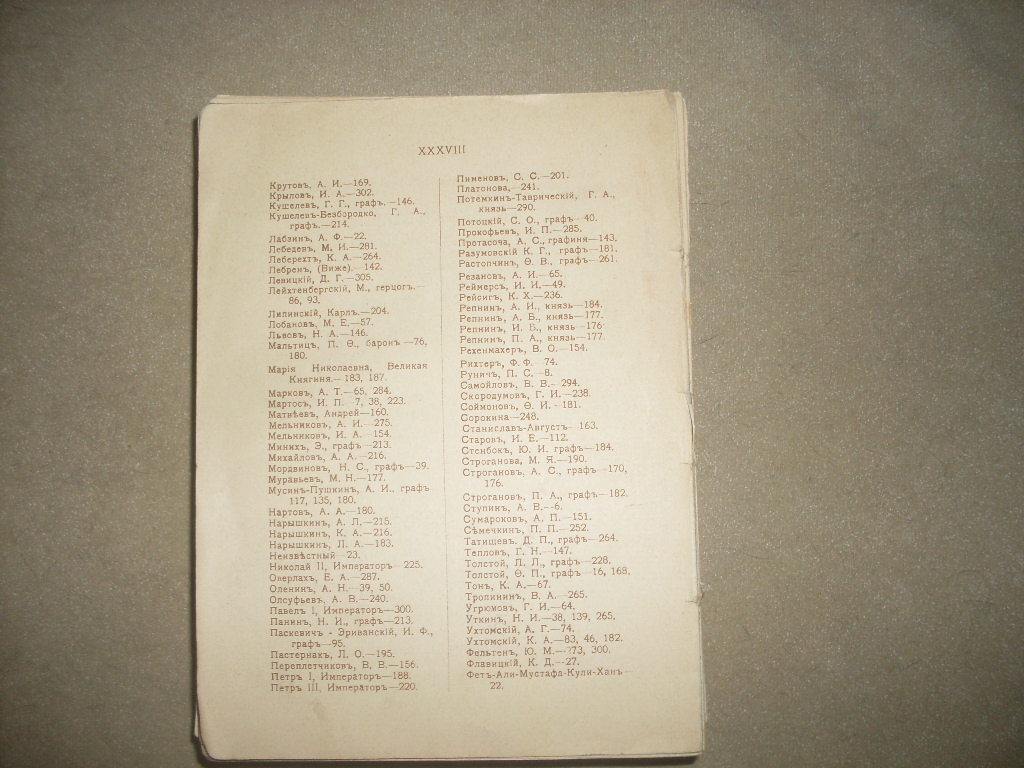 XXXVIII
Крутовъ, А. И.—169.
Крыловъ, И. А.—302.
Кушелевъ, Г. Г., графъ.—146.
Кушелевъ-Безбородко, Г. А.,
графъ.—214.
Лабзинъ, А. Ф.—22.
Лебедевъ, М. И.—281.
Леберехтъ, К. А.—264.
Лебренъ, (Виже).—142.
Левицкій, Д. Г.—305.
Лейхтенбергскій, М., герцогъ.—
86, 93.
Липинскій, Карлъ.—204.
Лобановъ, М. Е.—57.
Львовъ, Н. А.—146.
Мальтицъ, П. Ѳ., баронъ—76,
180.
Марія Николаевна, Великая
Княгиня.—183, 187.
Марковъ, А. Т.—65, 284.
Мартосъ, И. П.—7, 38, 223.
Матвѣевъ, Андрей—160.
Мельниковъ, А. И.—275.
Мельниковъ, И. А.—154.
Минихъ, Э., графъ—213.
Михайловъ, А. А.—216.
Мордвиновъ, Н. С., графъ—39.
Муравьевъ, М. Н.—177.
Мусинъ-Пушкинъ, А. И., графъ
117, 135, 180.
Нартовъ, А. А.—180.
Нарышкинъ, А. Л.—215.
Нарышкинъ, К. А.—216.
Нарышкинъ, Л. А.—183.
Неизвѣстный—23.
Николай II, Императоръ—225.
Оверлахъ, Е. А.—287.
Оленинъ, А. Н.—39, 50.
Олсуфьевъ, А. В.—240.
Павелъ I, Императоръ—300.
Панинъ, Н. И., графъ—213.
Паскевичъ - Эриванскій, И. Ф.,
графъ—95.
Пастернакъ, Л. О.—195.
Переплетчиковъ, В. В.—156.
Петръ I, Императоръ—188.
Петръ III, Императоръ—220.
Пименовъ, С. С.—201.
Платонова,—241.
Потемкинъ-Таврическій, Г. А.,
князь—290.
Потоцкій, С. О., графъ—40.
Прокофьевъ, И. П.—285.
Протасоча, А. С., графиня—143.
Разумовскій К. Г., графъ—181.
Растопчинъ, Ѳ. В., графъ—261.
Резановъ, А. И.—65.
Реймерсъ, И. И.—49.
Рейсигъ, К. Х.—236.
Репнинъ, А. И., князь—184.
Репнинъ, А. Б., князь—177.
Репнинъ, И. Б., князь—176
Репнинъ, П. А., князь—177.
Рехенмахеръ, В. О.—154.
Рихтеръ, Ф. Ф.—74.
Руничъ, П. С.—8.
Самойловъ, В. В.—294.
Скородумовъ, Г. И.—238.
Соймоновъ, Ѳ. И.—181.
Сорокина—248.
Станиславъ-Августъ—163.
Старовъ, И. Е.—112.
Стенбокъ, Ю. И. графъ—184.
Строганова, М. Я.—190.
Строгановъ, А. С., графъ—170,
176.
Строгановъ, П. А., графъ—182.
Ступинъ, А. В.—6.
Сумароковъ, А. П.—151.
Сѣмечкинъ, П. П.—252.
Татищевъ, Д. П., графъ—264.
Тепловъ, Г. Н.—147.
Толстой, Л. Л., графъ—228.
Толстой, Ѳ. П., графъ—16, 168.
Тонъ, К. А.—67.
Тропининъ, В. А.—265.
Угрюмовъ, Г. И.—64.
Уткинъ, Н. И.—38, 139, 265.
Ухтомскій, А. Г.—74.
Ухтомскій, К. А.—83, 46, 182.
Фельтенъ, Ю. М.—273, 300.
Флавицкій, К. Д.—27.
Фетъ-Али-Мустафа-Кули-Ханъ—
22.